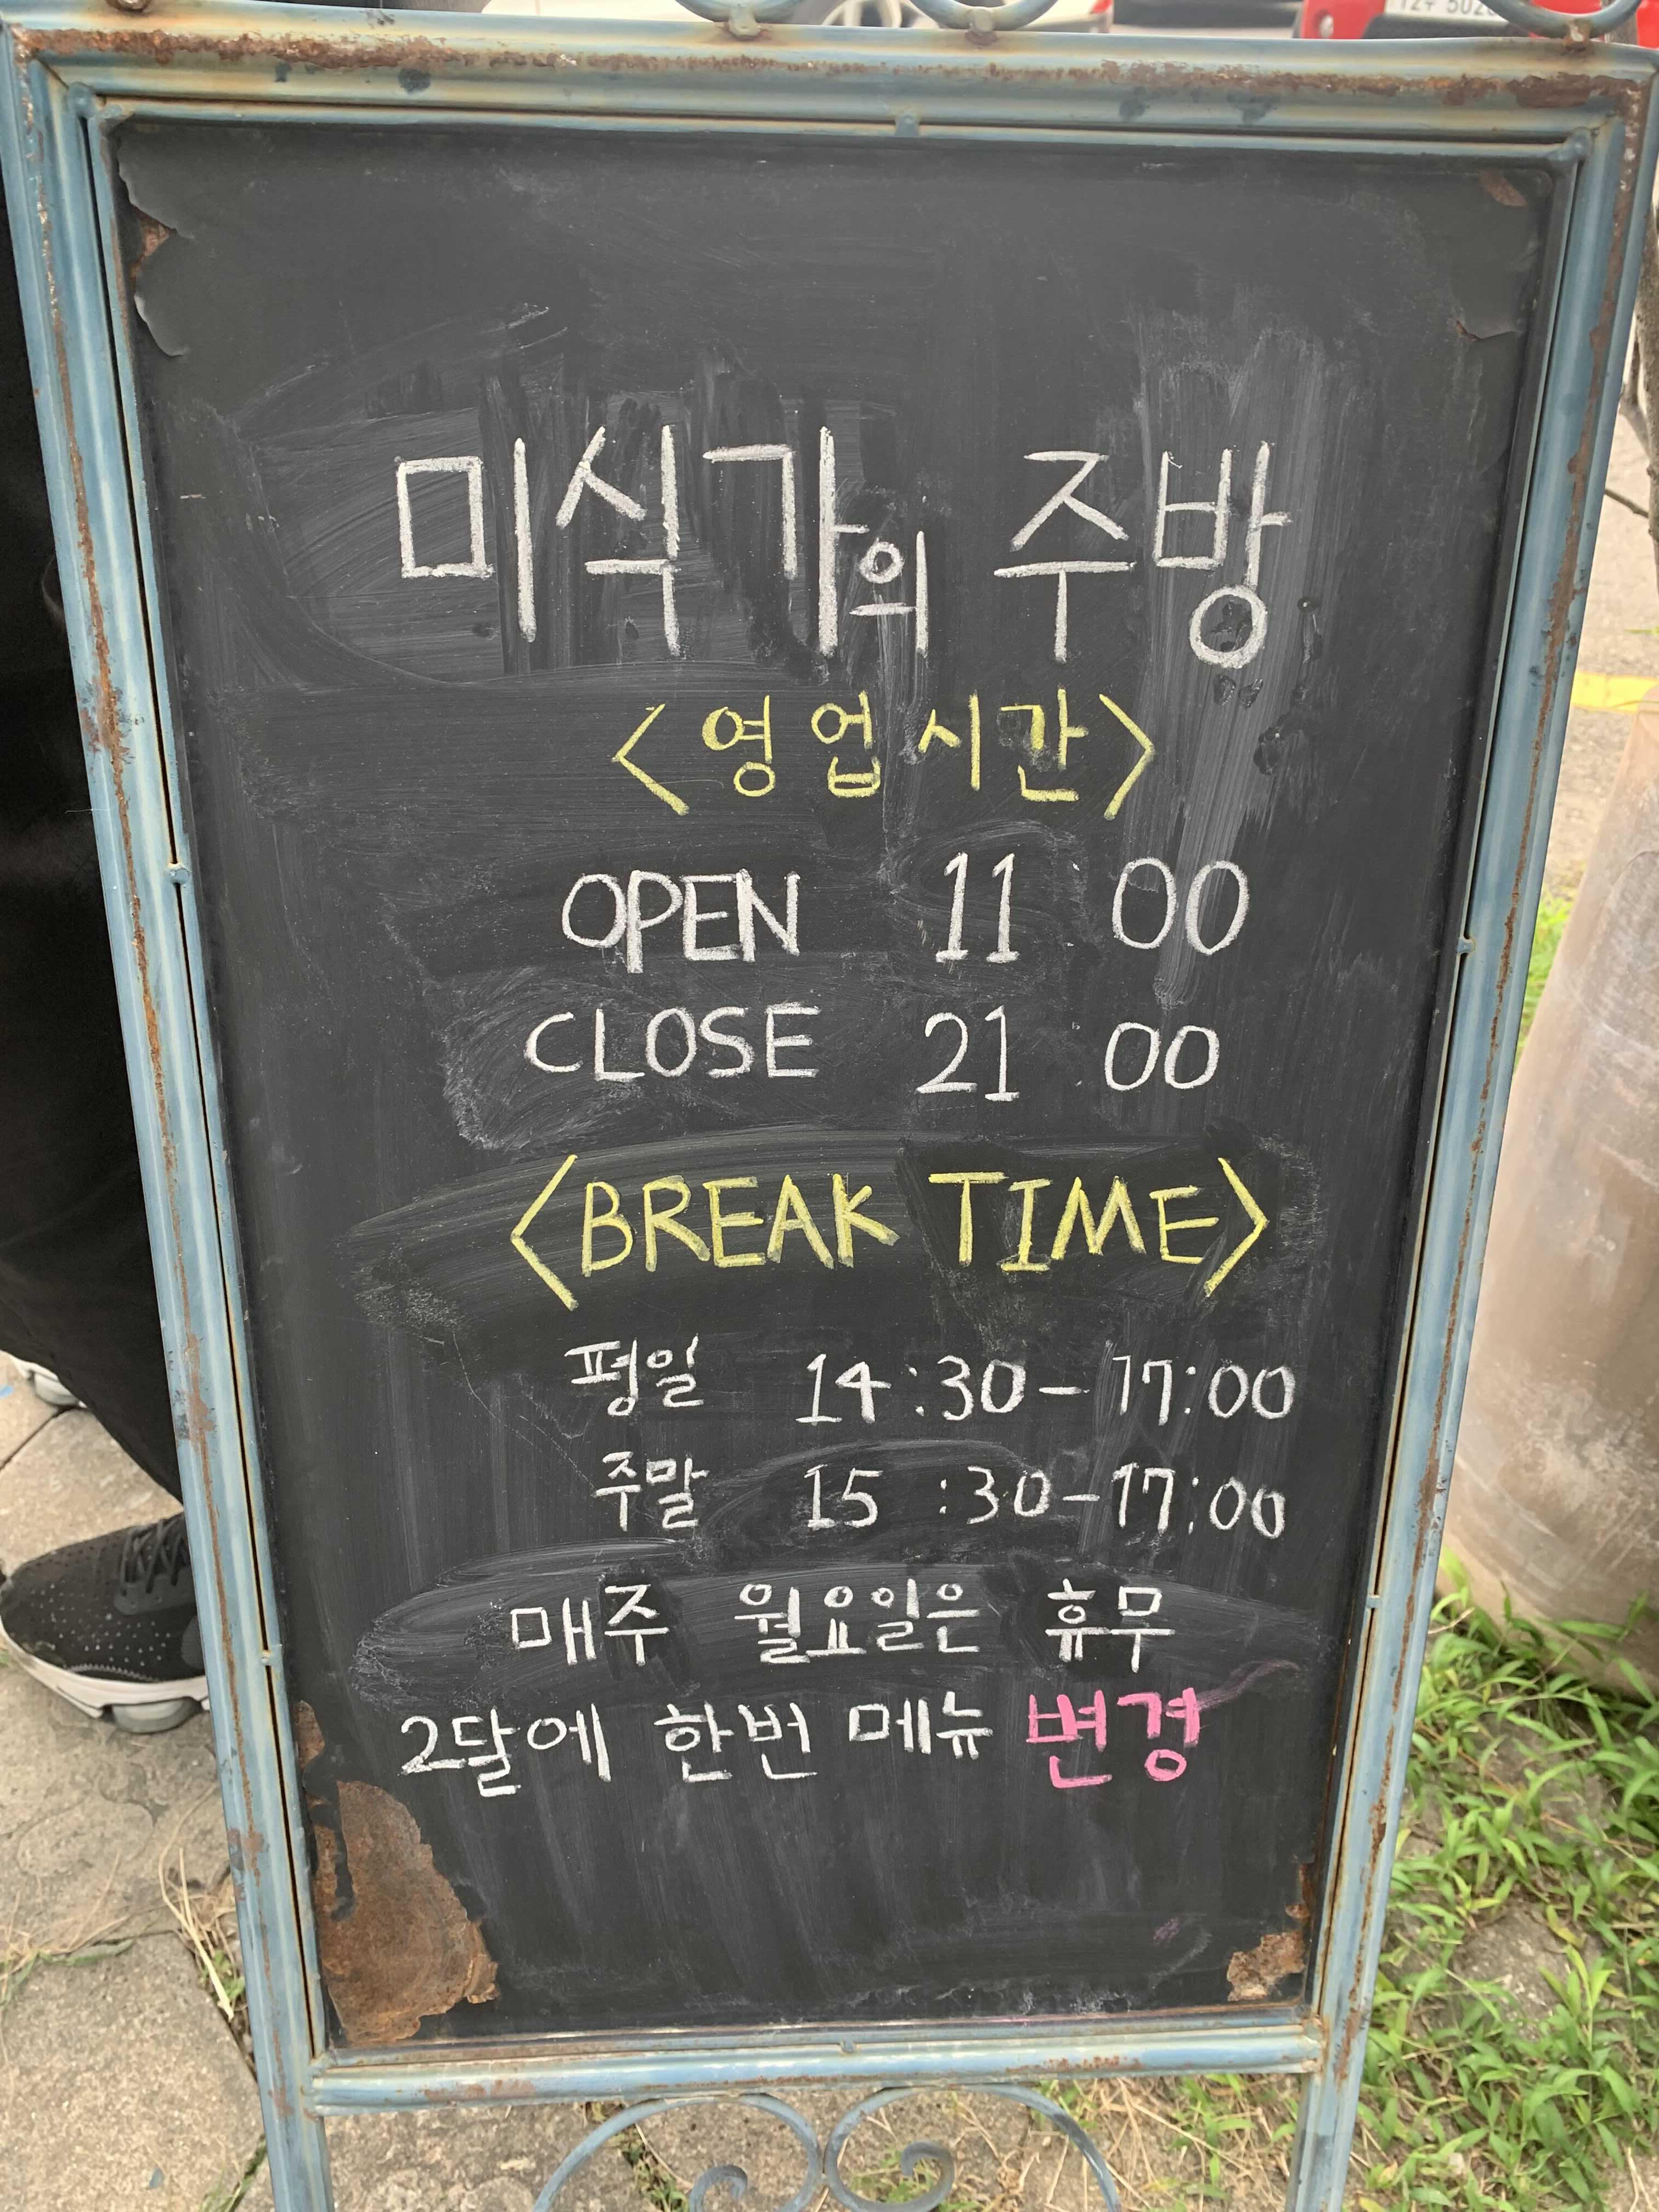 미식가의 주방
<영업시간>
OPEN 11 00
CLOSE 21 00
<BREAK TIME>
평일 14:30-17:00
주말 15:30-17:00
매주 월요일은 휴무
2달에 한번 메뉴 변경